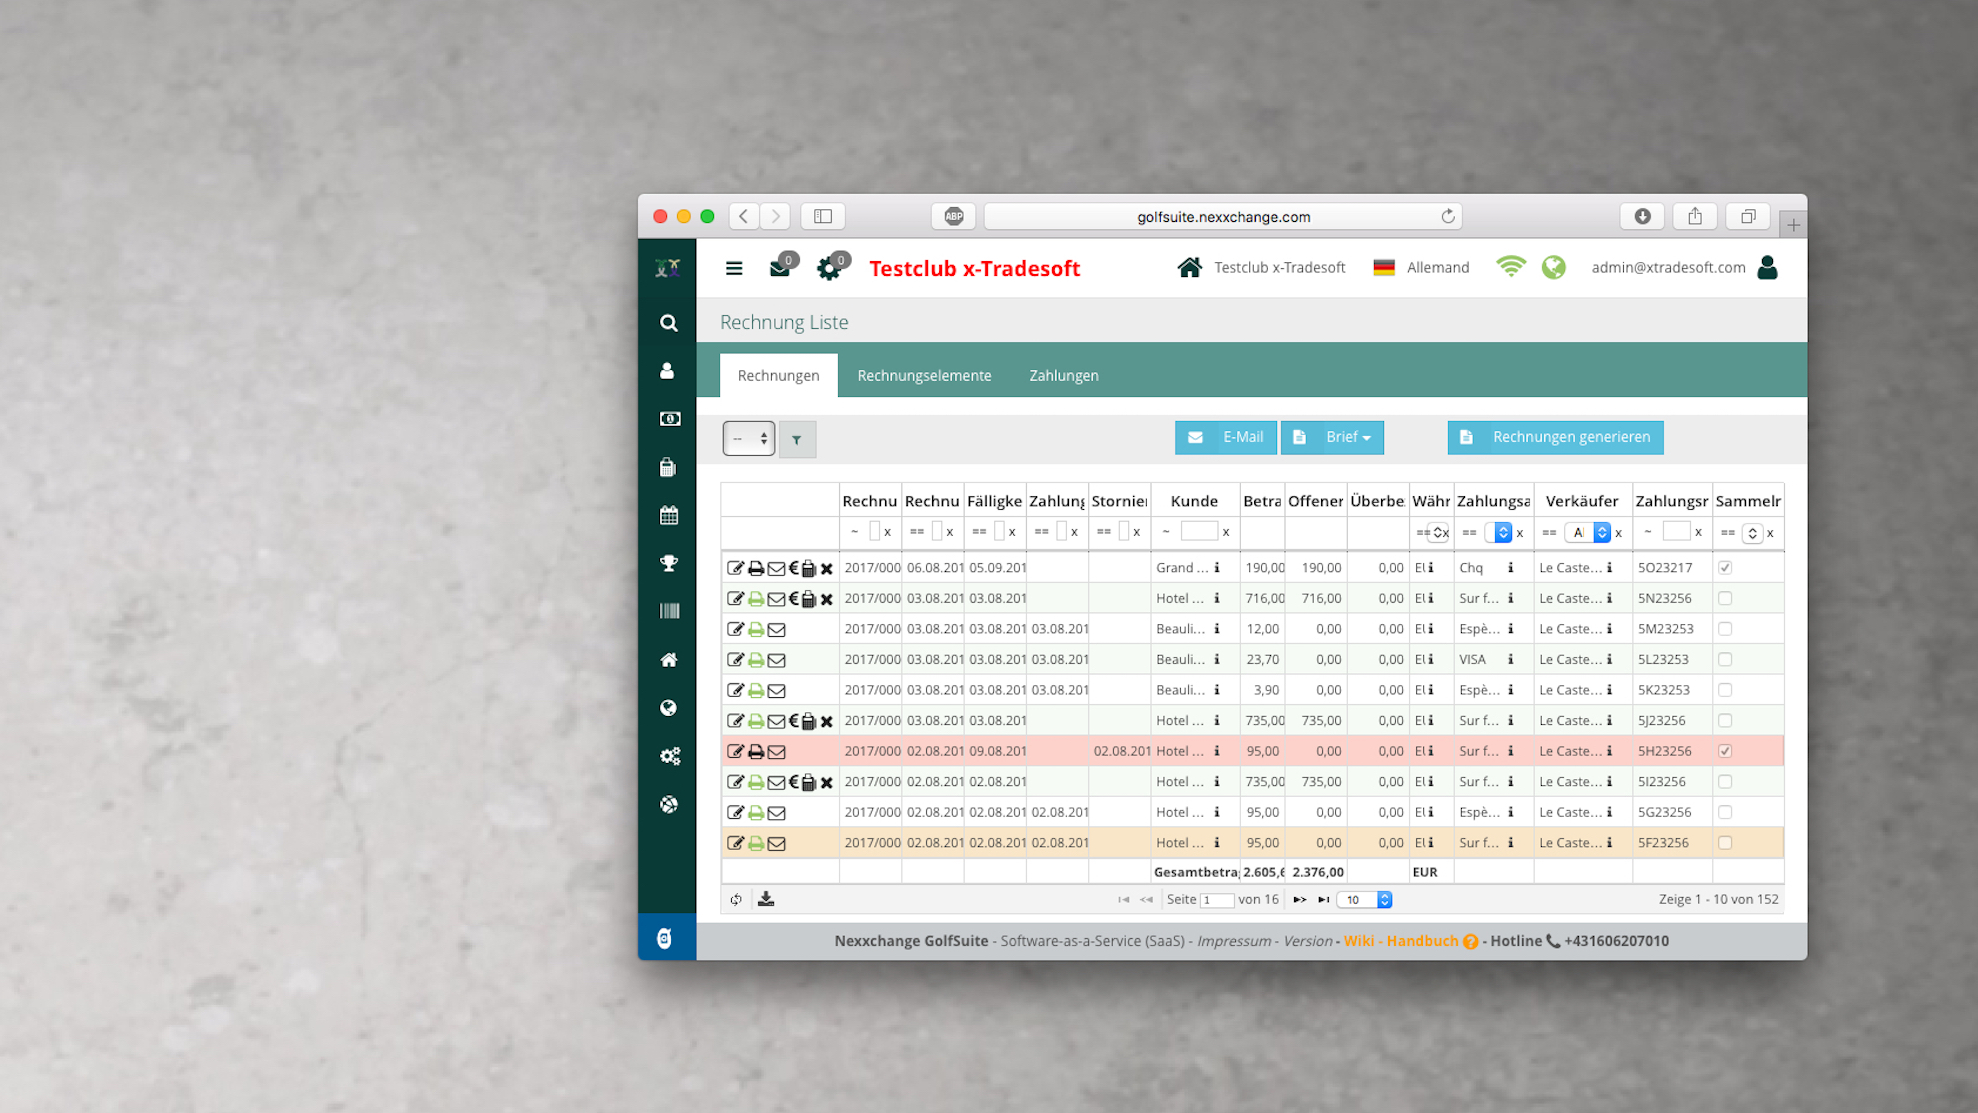 ABP golfsuite.nexxchange.com
0 0 Testclub x-Tradesoft Testclub x-Tradesoft Allemand admin@xtradesoft.com
Rechnung Liste
Rechnungen Rechnungselemente Zahlungen
-- E-Mail Brief Rechnungen generieren
Rechnu Rechnu Fälligke Zahlung Stornier Kunde Betra Offener Überbe Währ Zahlungsa Verkäufer Zahlungsr Sammelr
~ x == x == x == x == x ~ x == x == x == A x ~ x == x
2017/000 06.08.201 05.09.201 Grand ... 190,00 190,00 0,00 Chq Le Caste... 5O23217
2017/000 03.08.201 03.08.201 Hotel ... 716,00 716,00 0,00 Sur f... Le Caste... 5N23256
2017/000 03.08.201 03.08.201 03.08.201 Beauli... 12,00 0,00 0,00 Espè... Le Caste... 5M23253
2017/000 03.08.201 03.08.201 03.08.201 Beauli... 23,70 0,00 0,00 VISA Le Caste... 5L23253
2017/000 03.08.201 03.08.201 03.08.201 Beauli... 3,90 0,00 0,00 Espè... Le Caste... 5K23253
2017/000 03.08.201 03.08.201 Hotel ... 735,00 735,00 0,00 Sur f... Le Caste... 5J23256
2017/000 02.08.201 09.08.201 02.08.201 Hotel ... 95,00 0,00 0,00 Sur f... Le Caste... 5H23256
2017/000 02.08.201 02.08.201 Hotel ... 735,00 735,00 0,00 Sur f... Le Caste... 5I23256
2017/000 02.08.201 02.08.201 02.08.201 Hotel ... 95,00 0,00 0,00 Espè... Le Caste... 5G23256
2017/000 02.08.201 02.08.201 02.08.201 Hotel ... 95,00 0,00 0,00 Sur f... Le Caste... 5F23256
Gesamtbetra 2.605,6 2.376,00 EUR
Seite 1 von 16 10 Zeige 1 - 10 von 152
Nexxchange GolfSuite - Software-as-a-Service (SaaS) - Impressum - Version - Wiki - Handbuch - Hotline +431606207010